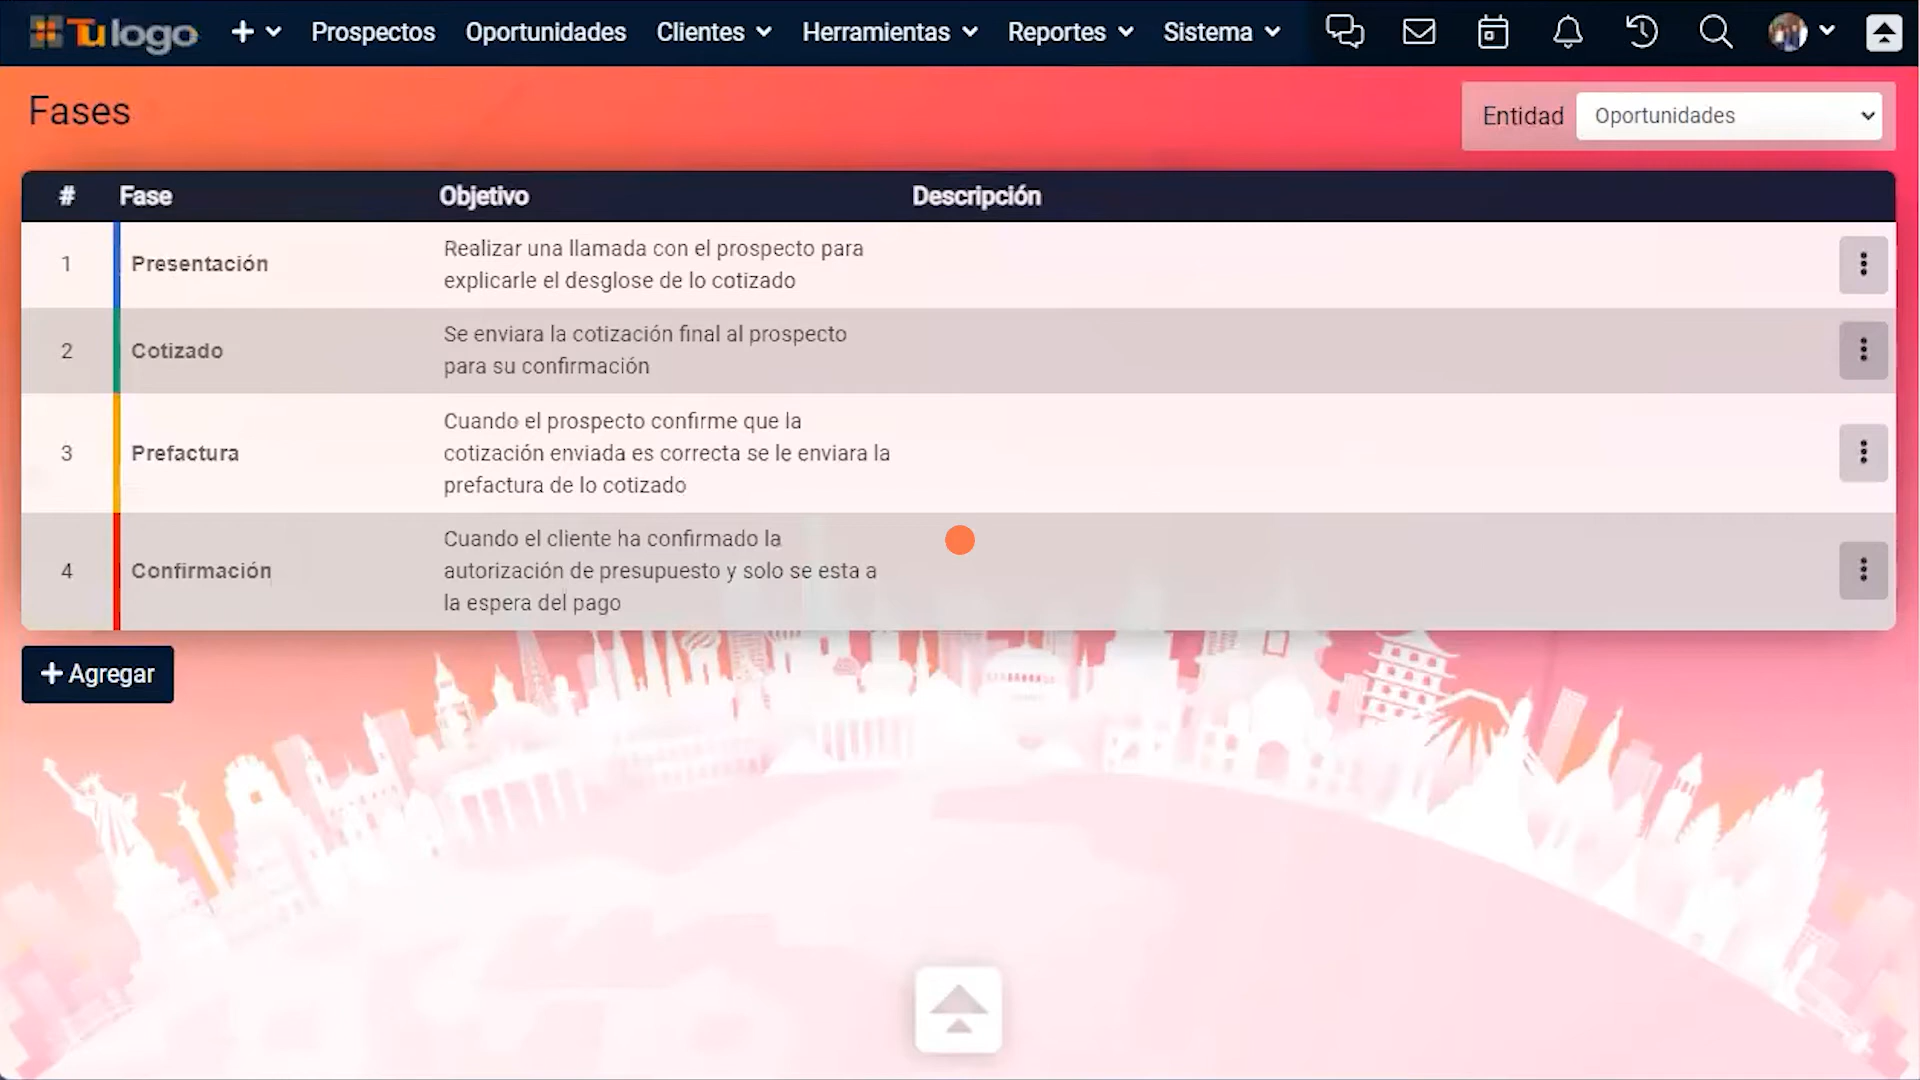 Tu logo
Prospectos
Oportunidades
Clientes
Herramientas
Reportes
Sistema
Fases
Entidad
Oportunidades
# Fase Objetivo Descripción
1 Presentación
Realizar una llamada con el prospecto para
explicarle el desglose de lo cotizado
2 Cotizado
Se enviara la cotización final al prospecto
para su confirmación
3 Prefactura
Cuando el prospecto confirme que la
cotización enviada es correcta se le enviara la
prefactura de lo cotizado
4 Confirmación
Cuando el cliente ha confirmado la
autorización de presupuesto y solo se esta a
la espera del pago
+ Agregar